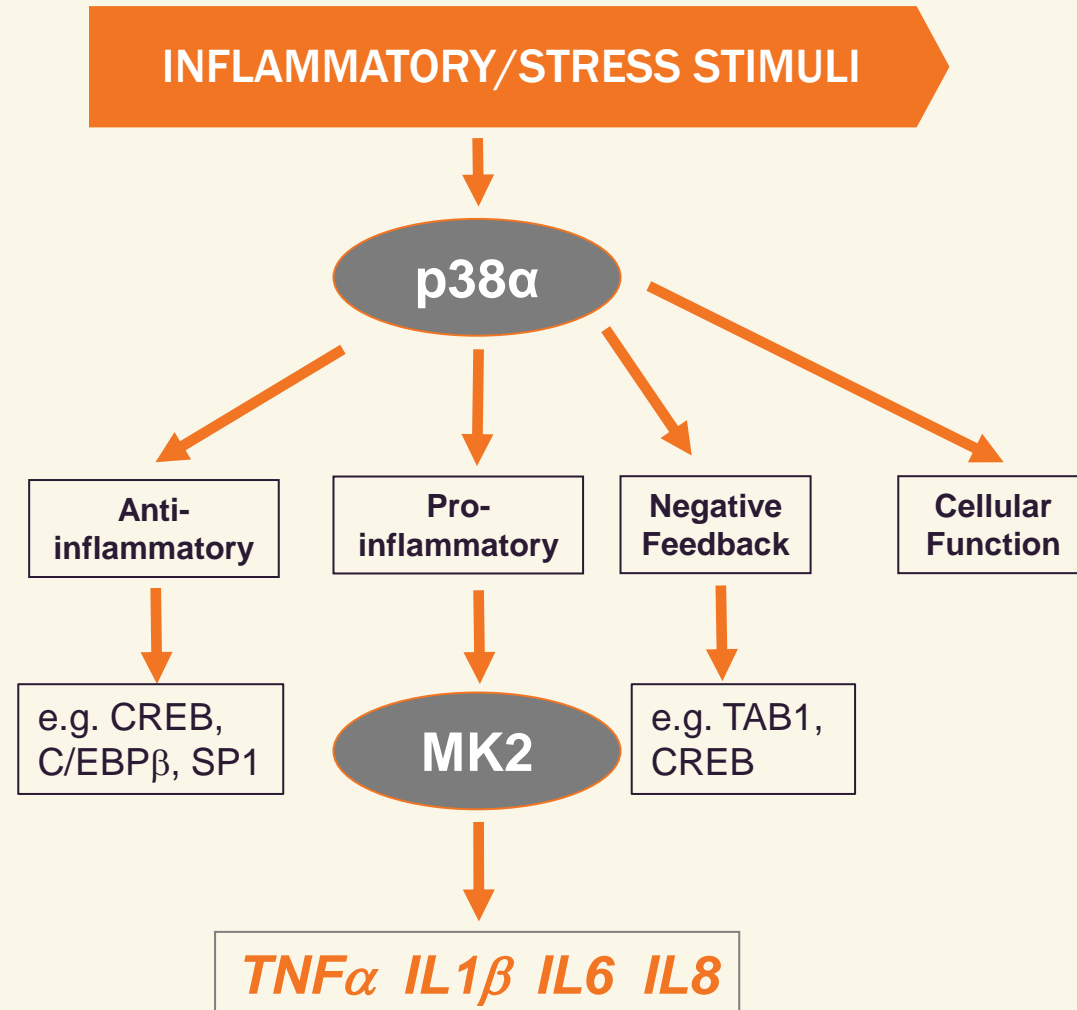 INFLAMMATORY/STRESS STIMULI
p38α
Anti-
inflammatory
Pro-
inflammatory
Negative
Feedback
Cellular
Function
e.g. CREB,
C/EBPβ, SP1
MK2
e.g. TAB1,
CREB
TNFα IL1β IL6 IL8